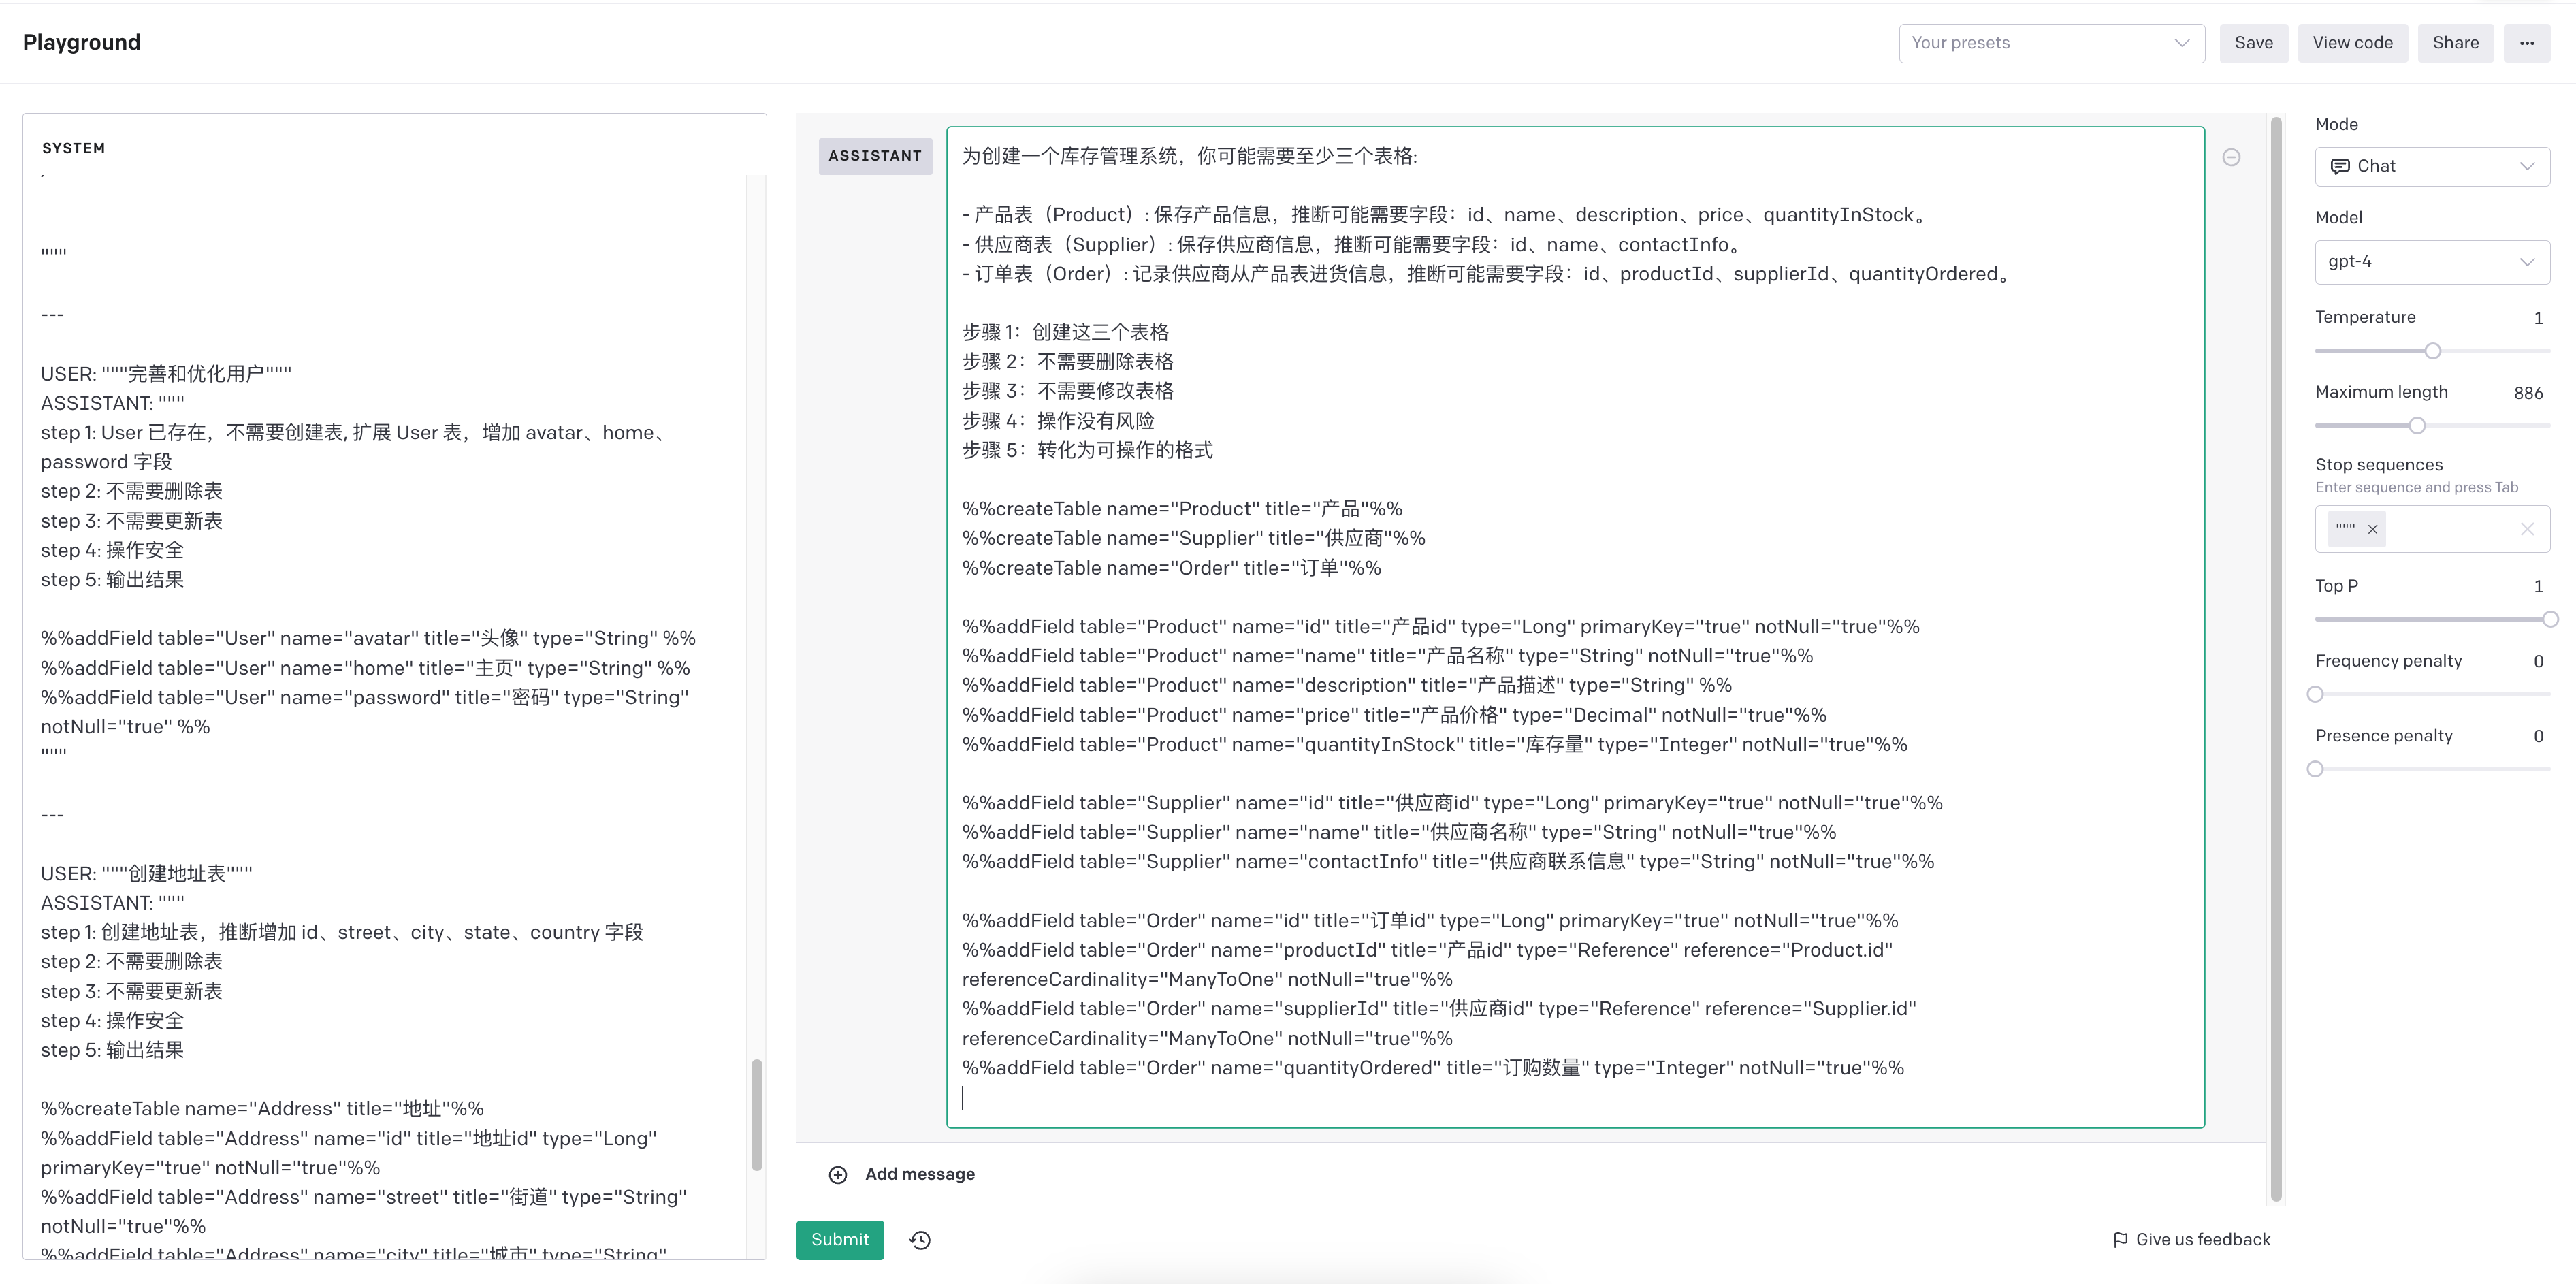 Playground
Your presets
Save
View code
Share
SYSTEM
"""
---
USER: """完善和优化用户"""
ASSISTANT: """
step 1: User 已存在，不需要创建表, 扩展 User 表，增加 avatar、home、
password 字段
step 2: 不需要删除表
step 3: 不需要更新表
step 4: 操作安全
step 5: 输出结果
%%addField table="User" name="avatar" title="头像" type="String" %%
%%addField table="User" name="home" title="主页" type="String" %%
%%addField table="User" name="password" title="密码" type="String"
notNull="true" %%
"""
---
USER: """创建地址表"""
ASSISTANT: """
step 1: 创建地址表，推断增加 id、street、city、state、country 字段
step 2: 不需要删除表
step 3: 不需要更新表
step 4: 操作安全
step 5: 输出结果
%%createTable name="Address" title="地址"%%
%%addField table="Address" name="id" title="地址id" type="Long"
primaryKey="true" notNull="true"%%
%%addField table="Address" name="street" title="街道" type="String"
notNull="true"%%
%%addField table="Address" name="city" title="城市" type="String"
ASSISTANT
为创建一个库存管理系统，你可能需要至少三个表格:
- 产品表（Product）: 保存产品信息，推断可能需要字段：id、name、description、price、quantityInStock。
- 供应商表（Supplier）: 保存供应商信息，推断可能需要字段：id、name、contactInfo。
- 订单表（Order）: 记录供应商从产品表进货信息，推断可能需要字段：id、productId、supplierId、quantityOrdered。
步骤 1：创建这三个表格
步骤 2：不需要删除表格
步骤 3：不需要修改表格
步骤 4：操作没有风险
步骤 5：转化为可操作的格式
%%createTable name="Product" title="产品"%%
%%createTable name="Supplier" title="供应商"%%
%%createTable name="Order" title="订单"%%
%%addField table="Product" name="id" title="产品id" type="Long" primaryKey="true" notNull="true"%%
%%addField table="Product" name="name" title="产品名称" type="String" notNull="true"%%
%%addField table="Product" name="description" title="产品描述" type="String" %%
%%addField table="Product" name="price" title="产品价格" type="Decimal" notNull="true"%%
%%addField table="Product" name="quantityInStock" title="库存量" type="Integer" notNull="true"%%
%%addField table="Supplier" name="id" title="供应商id" type="Long" primaryKey="true" notNull="true"%%
%%addField table="Supplier" name="name" title="供应商名称" type="String" notNull="true"%%
%%addField table="Supplier" name="contactInfo" title="供应商联系信息" type="String" notNull="true"%%
%%addField table="Order" name="id" title="订单id" type="Long" primaryKey="true" notNull="true"%%
%%addField table="Order" name="productId" title="产品id" type="Reference" reference="Product.id"
referenceCardinality="ManyToOne" notNull="true"%%
%%addField table="Order" name="supplierId" title="供应商id" type="Reference" reference="Supplier.id"
referenceCardinality="ManyToOne" notNull="true"%%
%%addField table="Order" name="quantityOrdered" title="订购数量" type="Integer" notNull="true"%%
Add message
Submit
Give us feedback
Mode
Chat
Model
gpt-4
Temperature 1
Maximum length 886
Stop sequences
Enter sequence and press Tab
"""
Top P 1
Frequency penalty 0
Presence penalty 0